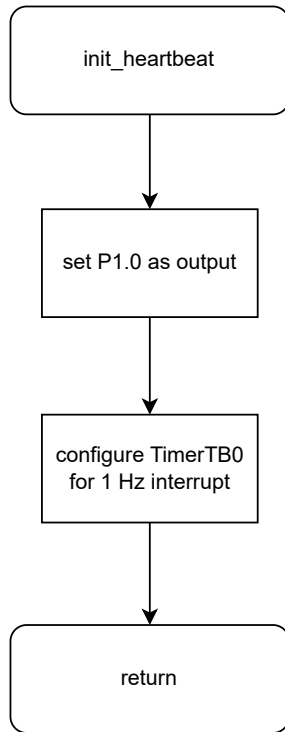 init_heartbeat
set P1.0 as output
configure TimerTB0
for 1 Hz interrupt
return